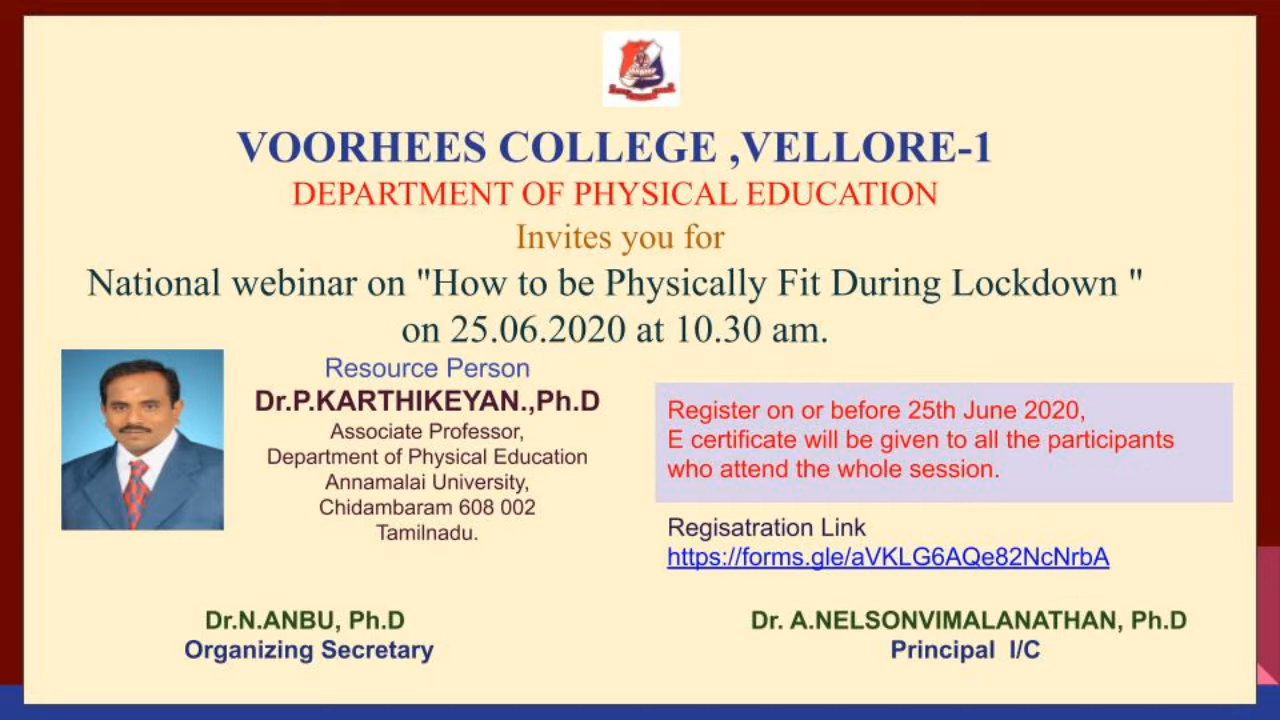 VOORHEES COLLEGE ,VELLORE-1
DEPARTMENT OF PHYSICAL EDUCATION
Invites you for
National webinar on "How to be Physically Fit During Lockdown "
on 25.06.2020 at 10.30 am.
Resource Person
Dr.P.KARTHIKEYAN.,Ph.D
Associate Professor,
Department of Physical Education
Annamalai University,
Chidambaram 608 002
Tamilnadu.
Register on or before 25th June 2020,
E certificate will be given to all the participants
who attend the whole session.
Regisatration Link
https://forms.gle/aVKLG6AQe82NcNrbA
Dr.N.ANBU, Ph.D
Organizing Secretary
Dr. A.NELSONVIMALANATHAN, Ph.D
Principal I/C